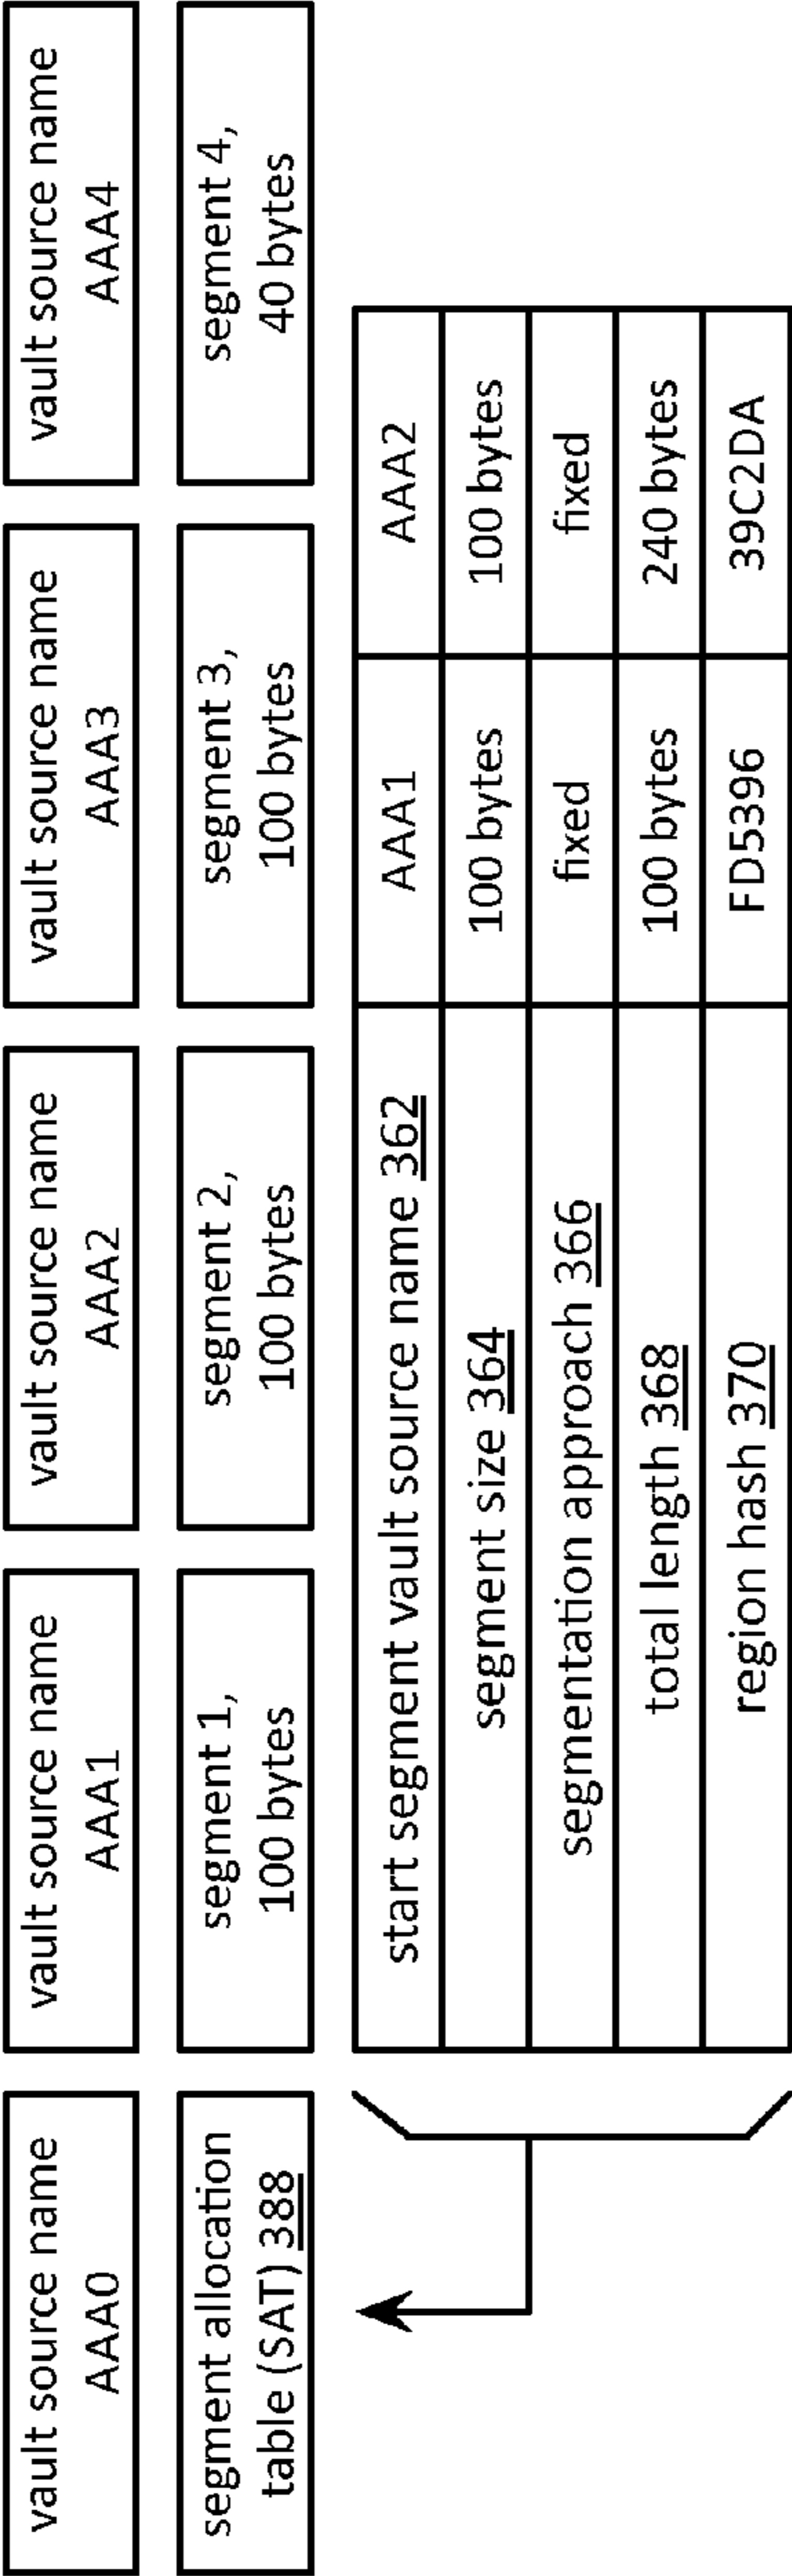 vault source name
AAA0
vault source name
AAA1
vault source name
AAA2
vault source name
AAA3
vault source name
AAA4
segment allocation
table (SAT) 388
segment 1,
100 bytes
segment 2,
100 bytes
segment 3,
100 bytes
segment 4,
40 bytes
start segment vault source name 362
AAA1
AAA2
segment size 364
100 bytes
100 bytes
segmentation approach 366
fixed
fixed
total length 368
100 bytes
240 bytes
region hash 370
FD5396
39C2DA